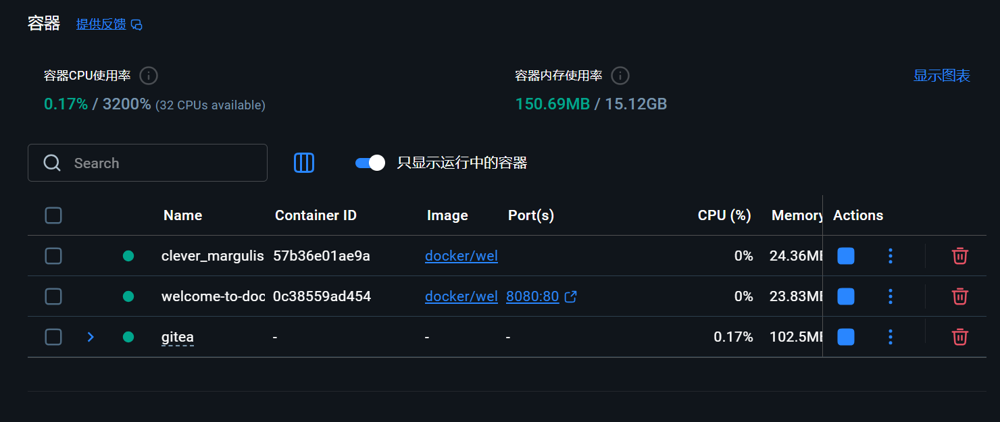 容器 提供反馈
容器CPU使用率 容器内存使用率 显示图表
0.17% / 3200% (32 CPUs available) 150.69MB / 15.12GB
Search 只显示运行中的容器
Name Container ID Image Port(s) CPU (%) Memory Actions
clever_margulis 57b36e01ae9a docker/wel 0% 24.36ME
welcome-to-doc 0c38559ad454 docker/wel 8080:80 0% 23.83ME
gitea - - - 0.17% 102.5ME